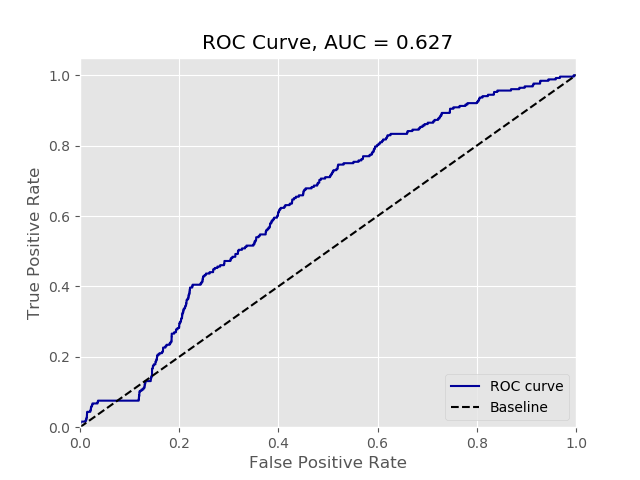 ROC Curve, AUC = 0.627
True Positive Rate
1.0
0.8
0.6
0.4
0.2
0.0
0.0 0.2 0.4 0.6 0.8 1.0
False Positive Rate
ROC curve
Baseline